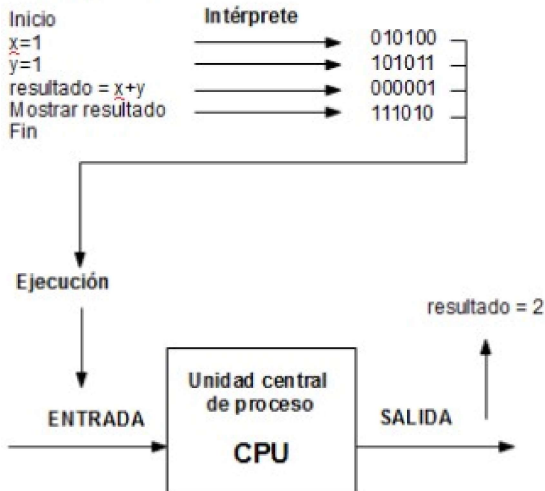 Inicio
Intérprete
x=1
010100
y=1
101011
resultado = x+y
000001
Mostrar resultado
111010
Fin
Ejecución
resultado = 2
Unidad central
de proceso
ENTRADA
SALIDA
CPU